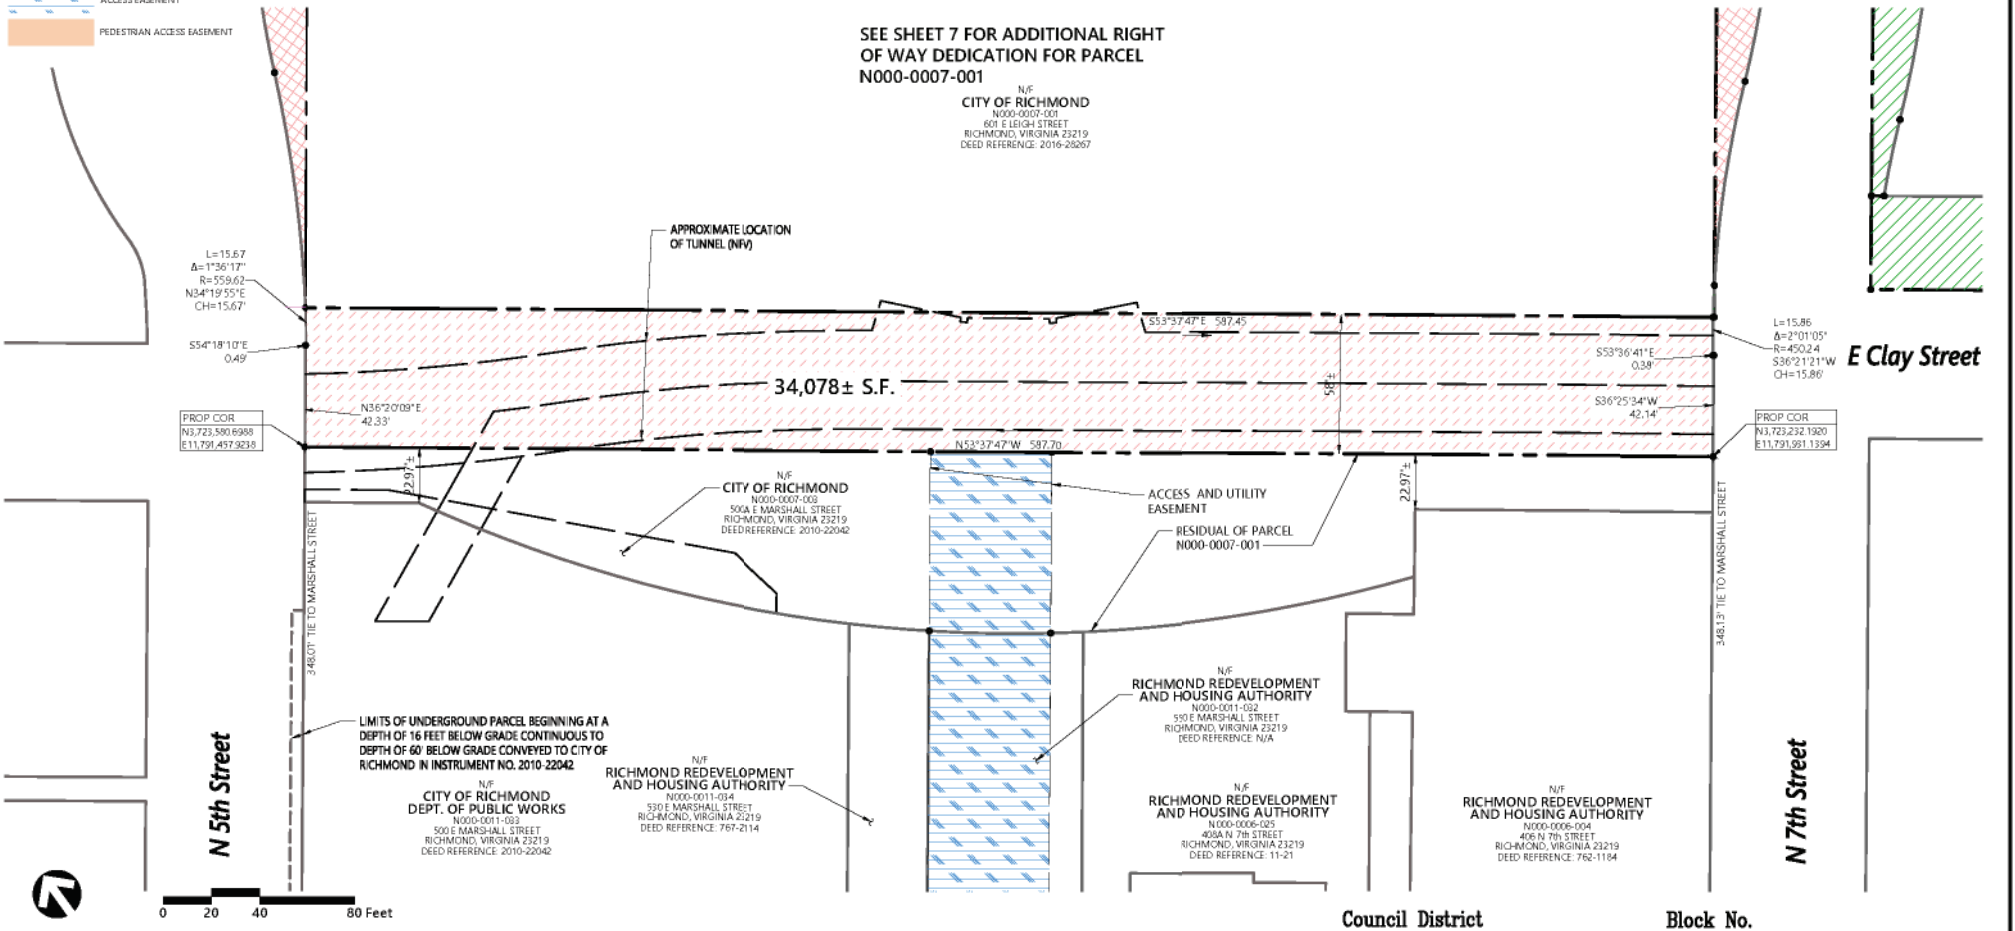 ACCESS EASEMENT
PEDESTRIAN ACCESS EASEMENT
SEE SHEET 7 FOR ADDITIONAL RIGHT
OF WAY DEDICATION FOR PARCEL
N000-0007-001
N/F
CITY OF RICHMOND
N000-0007-001
601 E LEIGH STREET
RICHMOND, VIRGINIA 23219
DEED REFERENCE: 2016-28267
APPROXIMATE LOCATION
OF TUNNEL (NFV)
L=15.67
Δ=1°36'17"
R=559.62
N34°19'55"E
CH=15.67'
S54°18'10"E
0.49'
N36°20'09"E
42.33'
PROP COR
N3,723,580.6988
E11,791,457.9238
34,078± S.F.
S53°37'47"E 587.45
58'±
N53°37'47"W 587.70
S53°36'41"E
0.38'
S36°25'34"W
42.14'
L=15.86
Δ=2°01'05"
R=450.24
S36°21'21"W
CH=15.86'
E Clay Street
PROP COR
N3,723,232.1920
E11,791,931.1394
22.97'±
N/F
CITY OF RICHMOND
N000-0007-003
500A E MARSHALL STREET
RICHMOND, VIRGINIA 23219
DEED REFERENCE: 2010-22042
ACCESS AND UTILITY
EASEMENT
RESIDUAL OF PARCEL
N000-0007-001
22.97'±
348.01' TIE TO MARSHALL STREET
348.13' TIE TO MARSHALL STREET
LIMITS OF UNDERGROUND PARCEL BEGINNING AT A
DEPTH OF 16 FEET BELOW GRADE CONTINUOUS TO
DEPTH OF 60' BELOW GRADE CONVEYED TO CITY OF
RICHMOND IN INSTRUMENT NO. 2010-22042
N/F
CITY OF RICHMOND
DEPT. OF PUBLIC WORKS
N000-0011-033
500 E MARSHALL STREET
RICHMOND, VIRGINIA 23219
DEED REFERENCE: 2010-22042
N/F
RICHMOND REDEVELOPMENT
AND HOUSING AUTHORITY
N000-0011-034
530 E MARSHALL STREET
RICHMOND, VIRGINIA 23219
DEED REFERENCE: 767-2114
N/F
RICHMOND REDEVELOPMENT
AND HOUSING AUTHORITY
N000-0011-032
550 E MARSHALL STREET
RICHMOND, VIRGINIA 23219
DEED REFERENCE: N/A
N/F
RICHMOND REDEVELOPMENT
AND HOUSING AUTHORITY
N000-0006-025
408A N 7th STREET
RICHMOND, VIRGINIA 23219
DEED REFERENCE: 11-21
N/F
RICHMOND REDEVELOPMENT
AND HOUSING AUTHORITY
N000-0006-004
406 N 7th STREET
RICHMOND, VIRGINIA 23219
DEED REFERENCE: 762-1184
N 5th Street
N 7th Street
0 20 40 80 Feet
Council District
Block No.